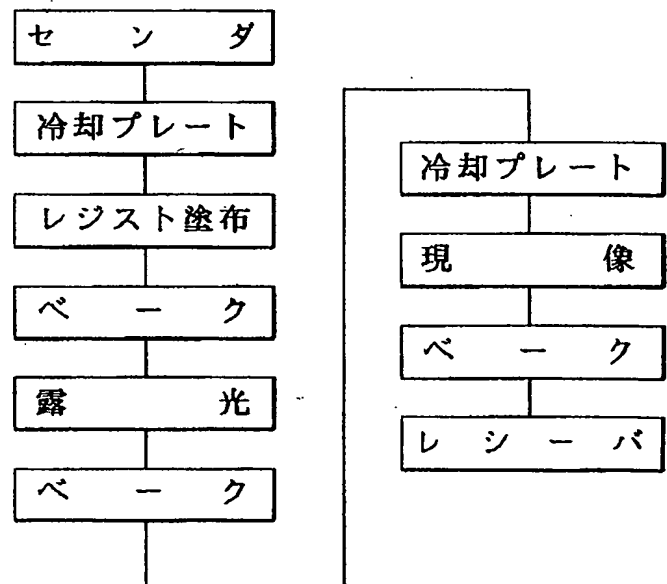 センダ
冷却プレート
レジスト塗布
ベーク
露光
ベーク
冷却プレート
現像
ベーク
レシーバ